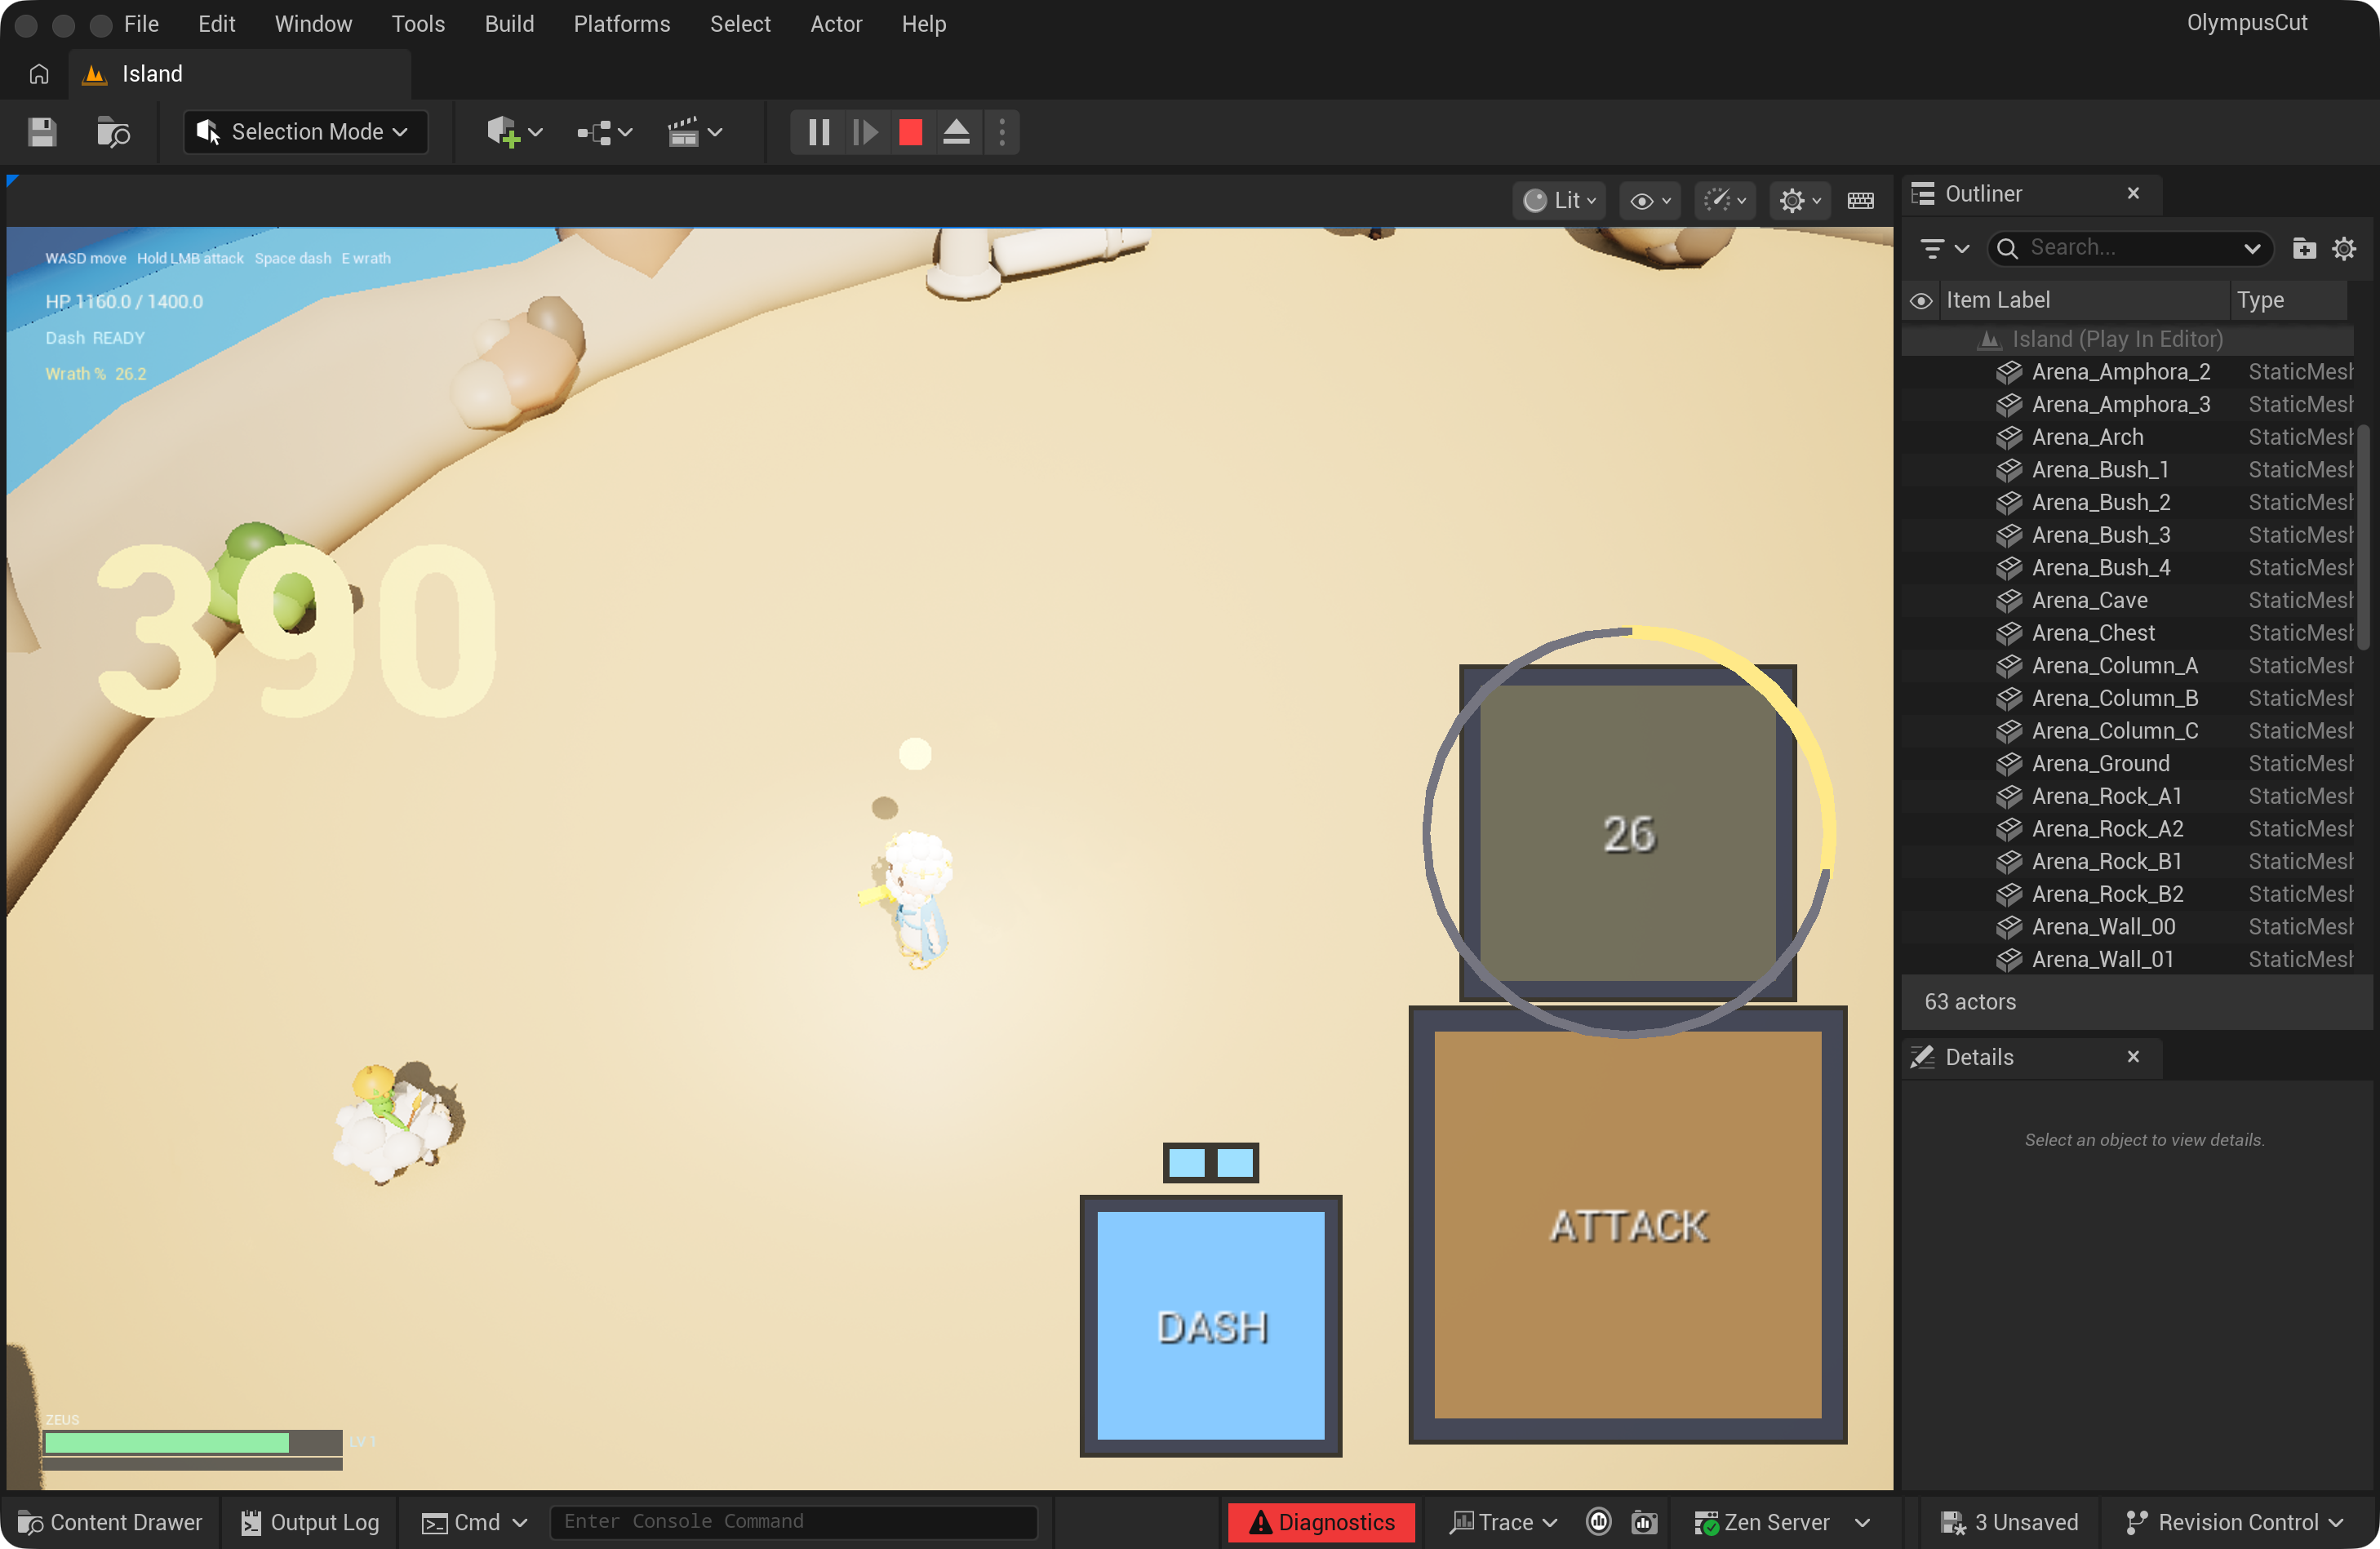 File Edit Window Tools Build Platforms Select Actor Help
OlympusCut
Island
Selection Mode
Lit
WASD move Hold LMB attack Space dash E wrath
HP 1160.0 / 1400.0
Dash READY
Wrath % 26.2
390
26
ATTACK
DASH
ZEUS
LV 1
Outliner
Search...
Item Label Type
Island (Play In Editor)
Arena_Amphora_2 StaticMesh
Arena_Amphora_3 StaticMesh
Arena_Arch StaticMesh
Arena_Bush_1 StaticMesh
Arena_Bush_2 StaticMesh
Arena_Bush_3 StaticMesh
Arena_Bush_4 StaticMesh
Arena_Cave StaticMesh
Arena_Chest StaticMesh
Arena_Column_A StaticMesh
Arena_Column_B StaticMesh
Arena_Column_C StaticMesh
Arena_Ground StaticMesh
Arena_Rock_A1 StaticMesh
Arena_Rock_A2 StaticMesh
Arena_Rock_B1 StaticMesh
Arena_Rock_B2 StaticMesh
Arena_Wall_00 StaticMesh
Arena_Wall_01 StaticMesh
63 actors
Details
Select an object to view details.
Content Drawer Output Log Cmd Enter Console Command Diagnostics Trace Zen Server 3 Unsaved Revision Control